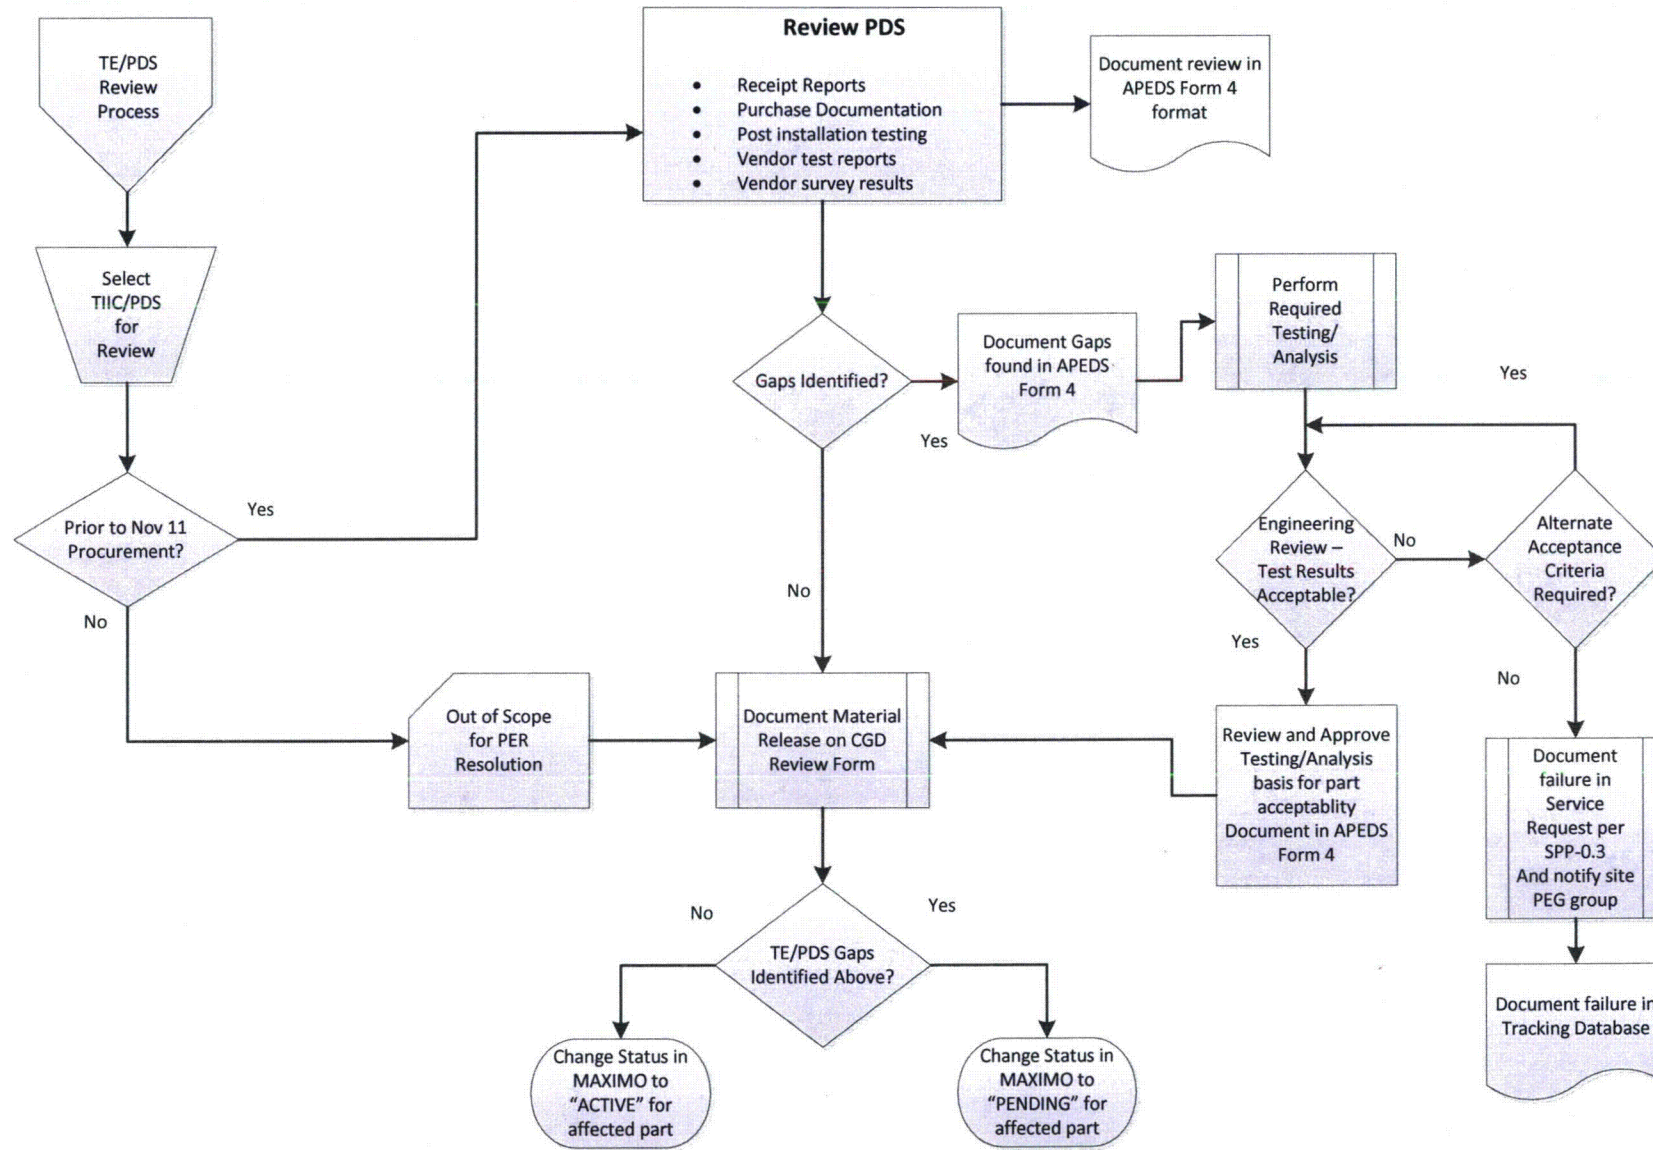 TE/PDS
Review
Process
Select
TIIC/PDS
for
Review
Prior to Nov 11
Procurement?
Yes
No
Review PDS
• Receipt Reports
• Purchase Documentation
• Post installation testing
• Vendor test reports
• Vendor survey results
Document review in
APEDS Form 4
format
Gaps Identified?
Yes
No
Document Gaps
found in APEDS
Form 4
Perform
Required
Testing/
Analysis
Yes
Engineering
Review –
Test Results
Acceptable?
No
Yes
Alternate
Acceptance
Criteria
Required?
No
Out of Scope
for PER
Resolution
Document Material
Release on CGD
Review Form
Review and Approve
Testing/Analysis
basis for part
acceptablity
Document in APEDS
Form 4
Document
failure in
Service
Request per
SPP-0.3
And notify site
PEG group
No
Yes
TE/PDS Gaps
Identified Above?
Document failure in
Tracking Database
Change Status in
MAXIMO to
“ACTIVE” for
affected part
Change Status in
MAXIMO to
“PENDING” for
affected part